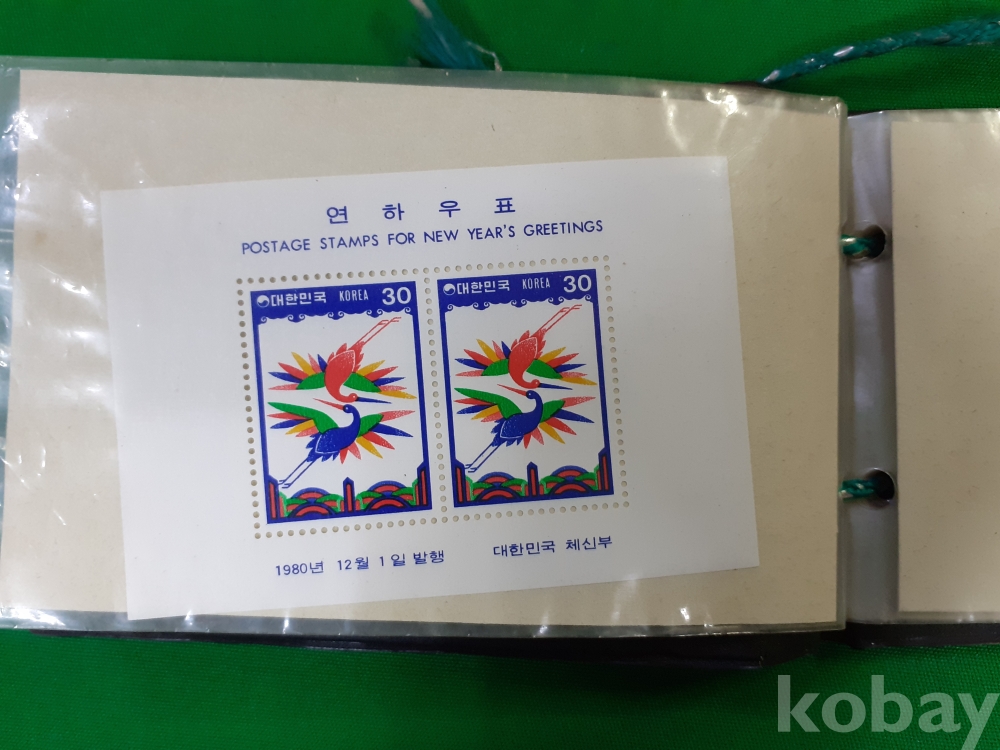 연 하 우 표
POSTAGE STAMPS FOR NEW YEAR'S GREETINGS
대한민국 KOREA 30
대한민국 KOREA 30
1980년 12월 1일 발행 대한민국 체신부
kobay